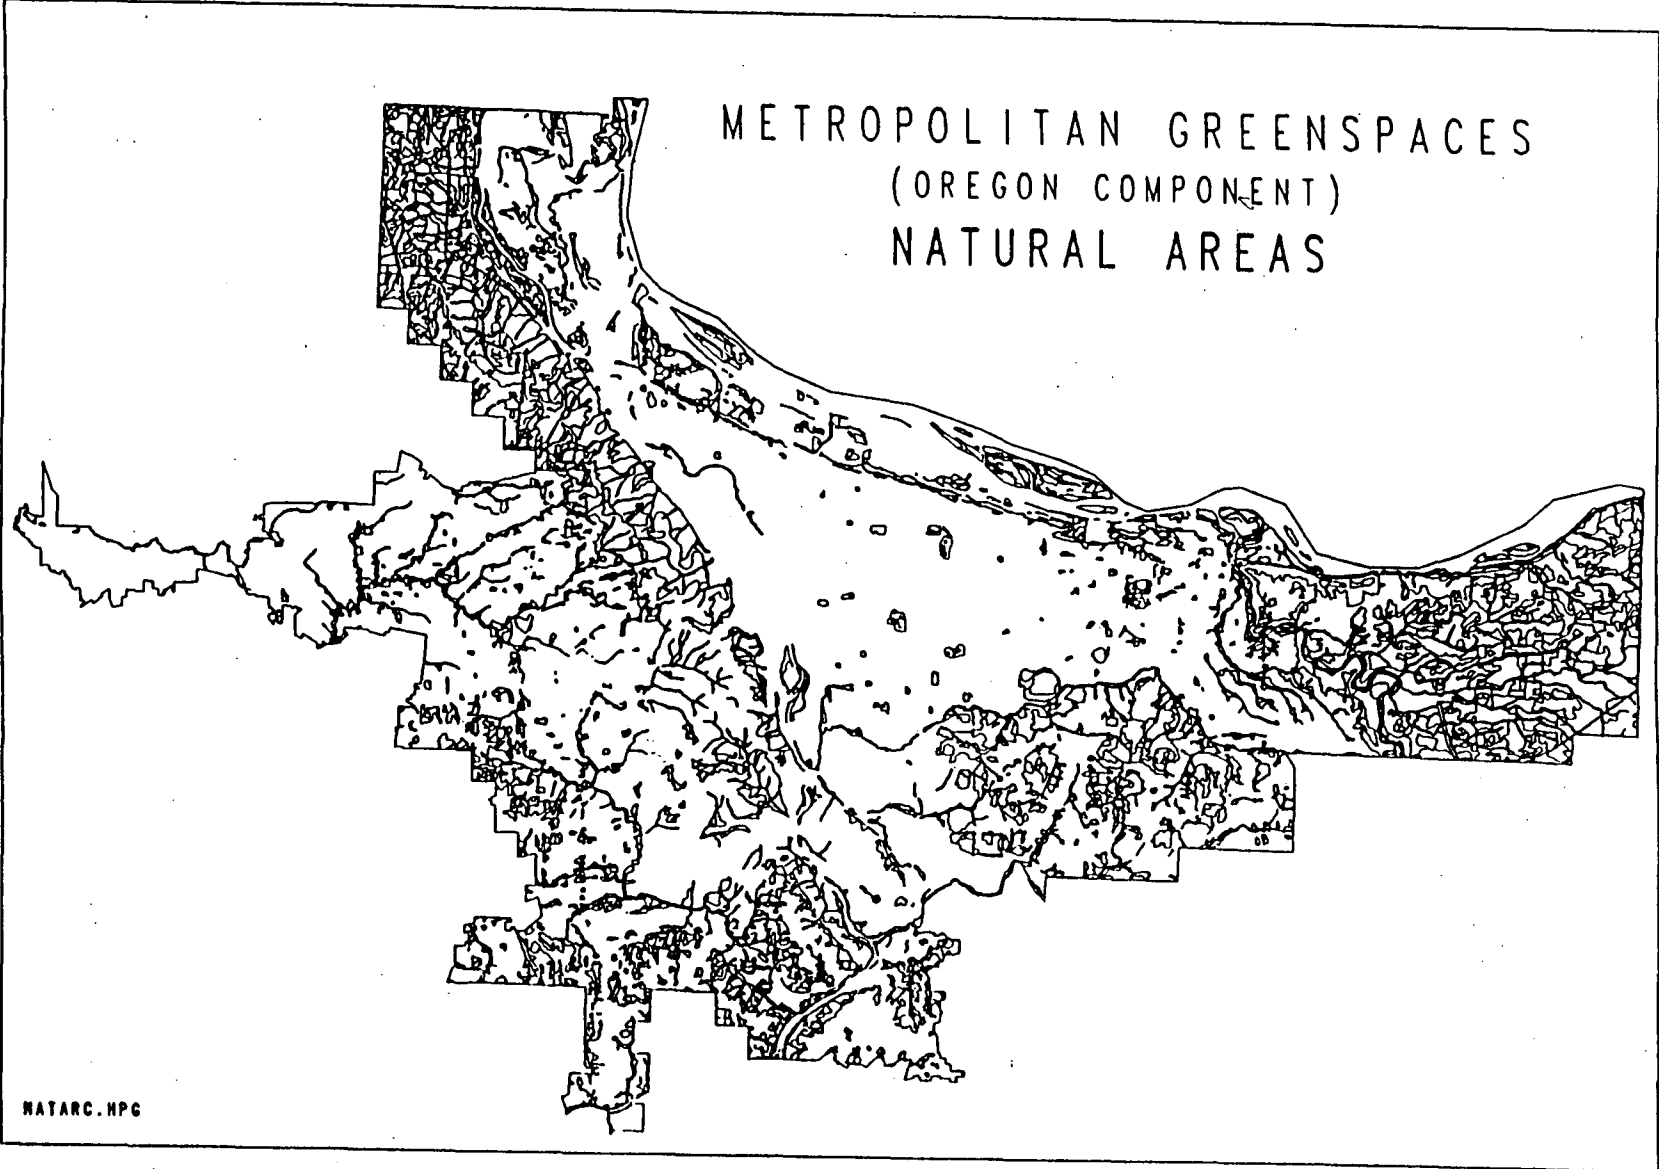 METROPOLITAN GREENSPACES
(OREGON COMPONENT)
NATURAL AREAS
NATARC.HPG